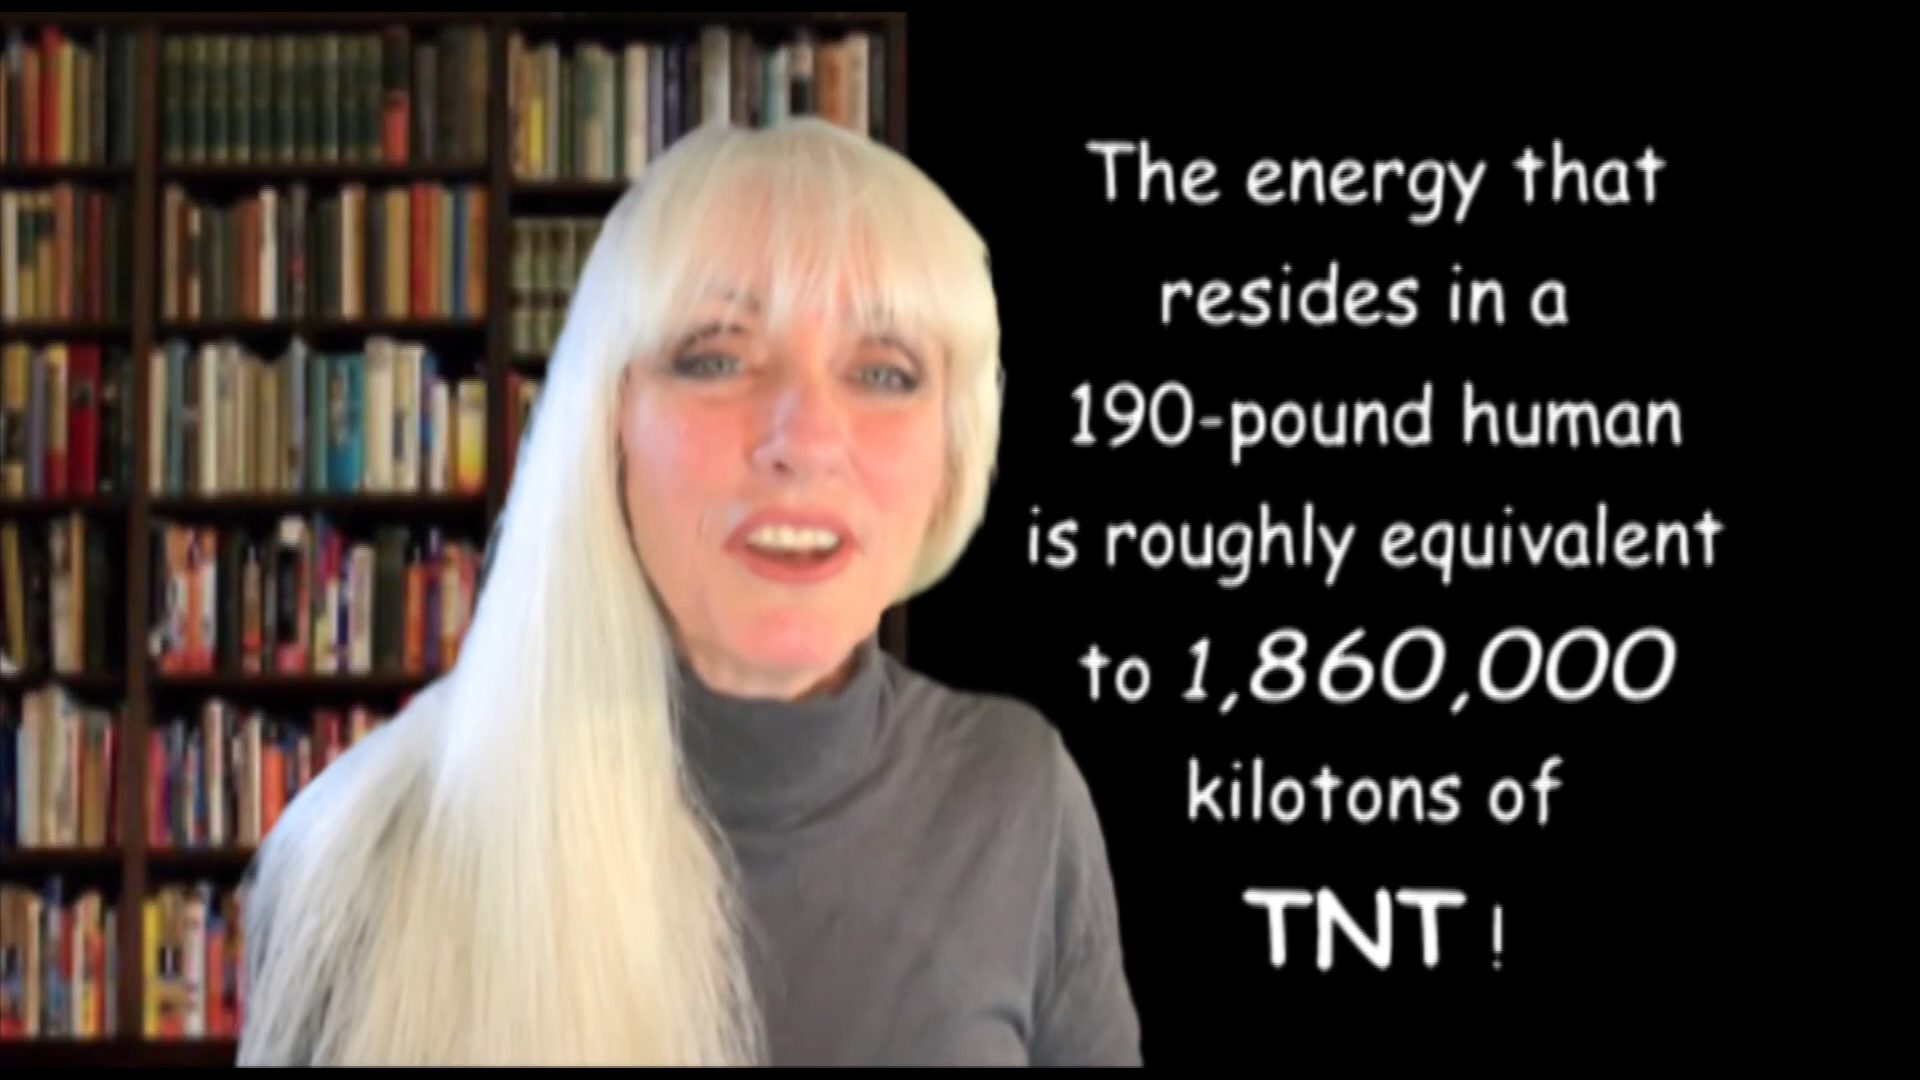 The energy that
resides in a
190-pound human
is roughly equivalent
to 1,860,000
kilotons of
TNT !